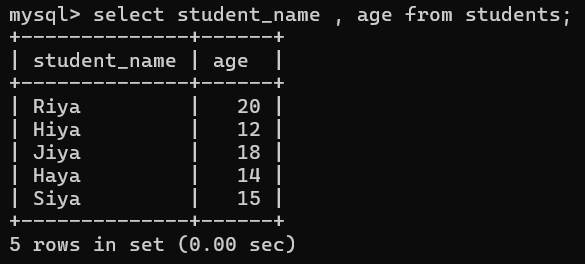 mysql> select student_name , age from students;
+--------------+------+
| student_name | age  |
+--------------+------+
| Riya         |   20 |
| Hiya         |   12 |
| Jiya         |   18 |
| Haya         |   14 |
| Siya         |   15 |
+--------------+------+
5 rows in set (0.00 sec)